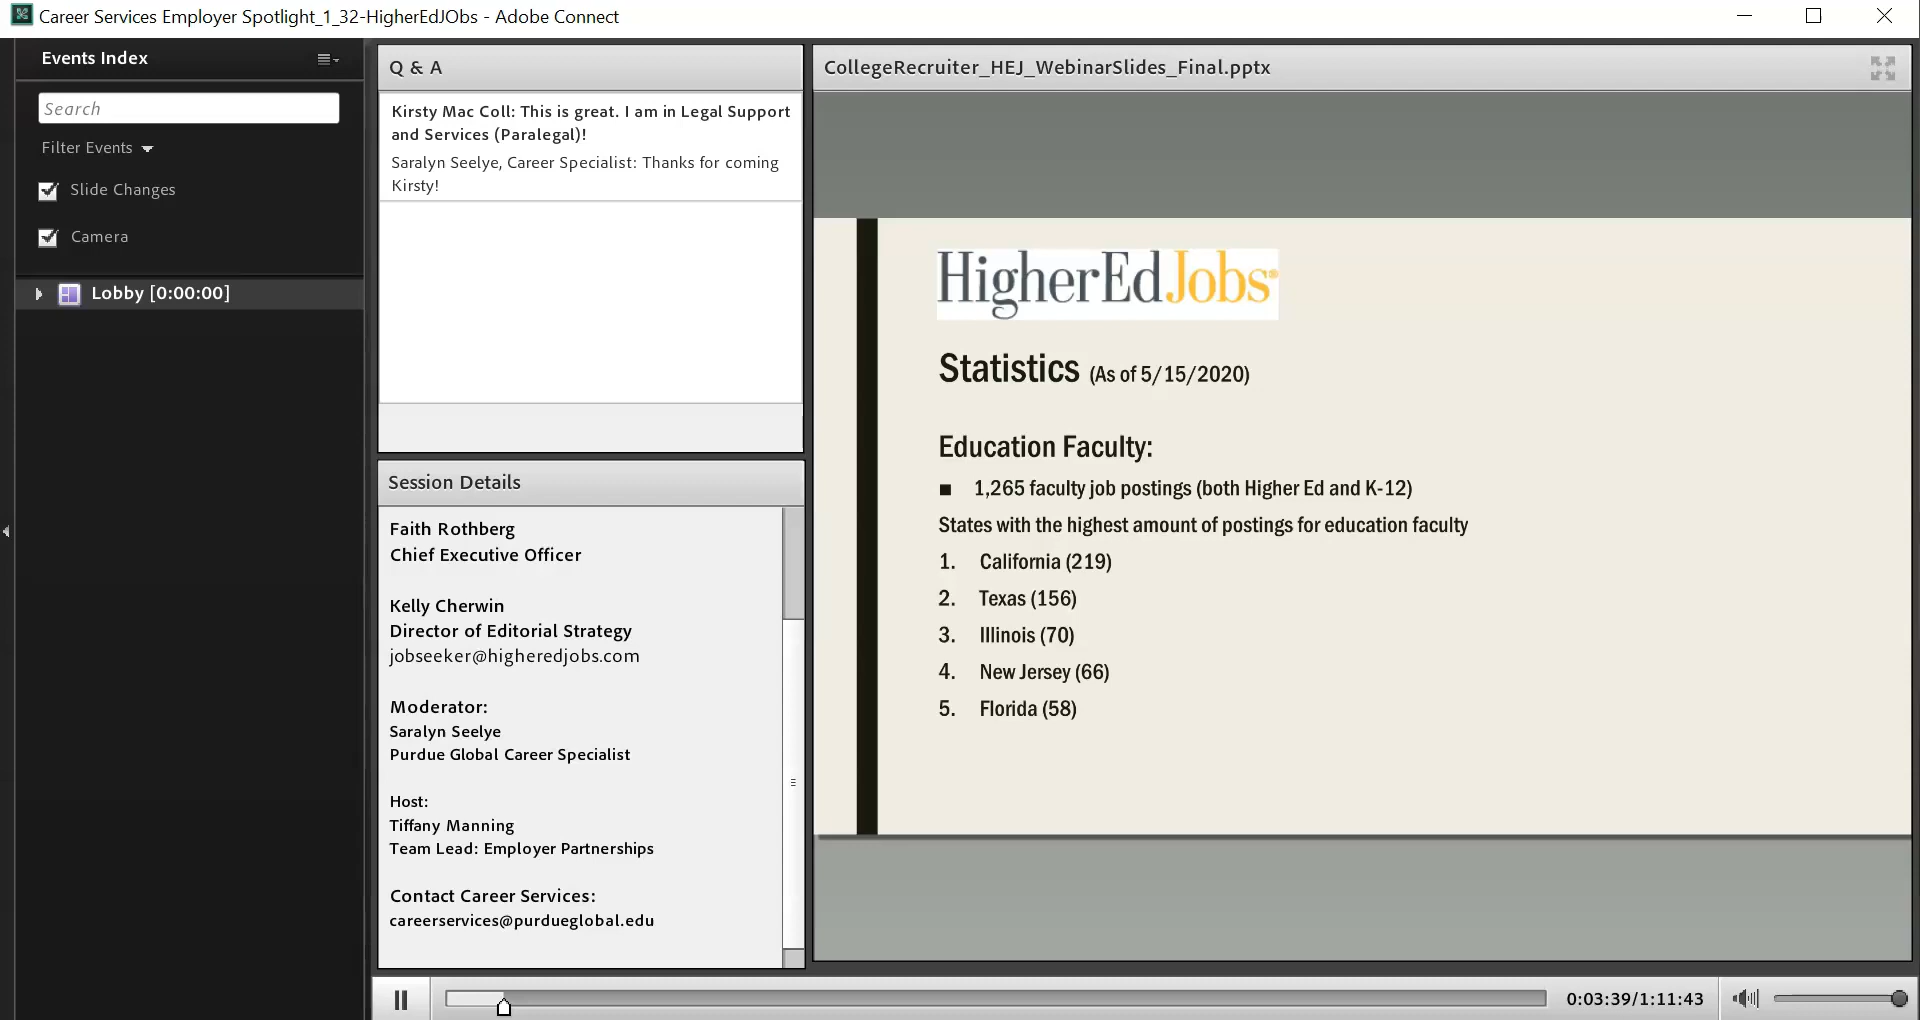 Career Services Employer Spotlight_1_32-HigherEdJObs - Adobe Connect
Events Index
Search
Filter Events
Slide Changes
Camera
Lobby [0:00:00]
Q & A
Kirsty Mac Coll: This is great. I am in Legal Support
and Services (Paralegal)!
Saralyn Seelye, Career Specialist: Thanks for coming
Kirsty!
Session Details
Faith Rothberg
Chief Executive Officer
Kelly Cherwin
Director of Editorial Strategy
jobseeker@higheredjobs.com
Moderator:
Saralyn Seelye
Purdue Global Career Specialist
Host:
Tiffany Manning
Team Lead: Employer Partnerships
Contact Career Services:
careerservices@purdueglobal.edu
CollegeRecruiter_HEJ_WebinarSlides_Final.pptx
HigherEdJobs®
Statistics (As of 5/15/2020)
Education Faculty:
■ 1,265 faculty job postings (both Higher Ed and K-12)
States with the highest amount of postings for education faculty
1. California (219)
2. Texas (156)
3. Illinois (70)
4. New Jersey (66)
5. Florida (58)
0:03:39/1:11:43